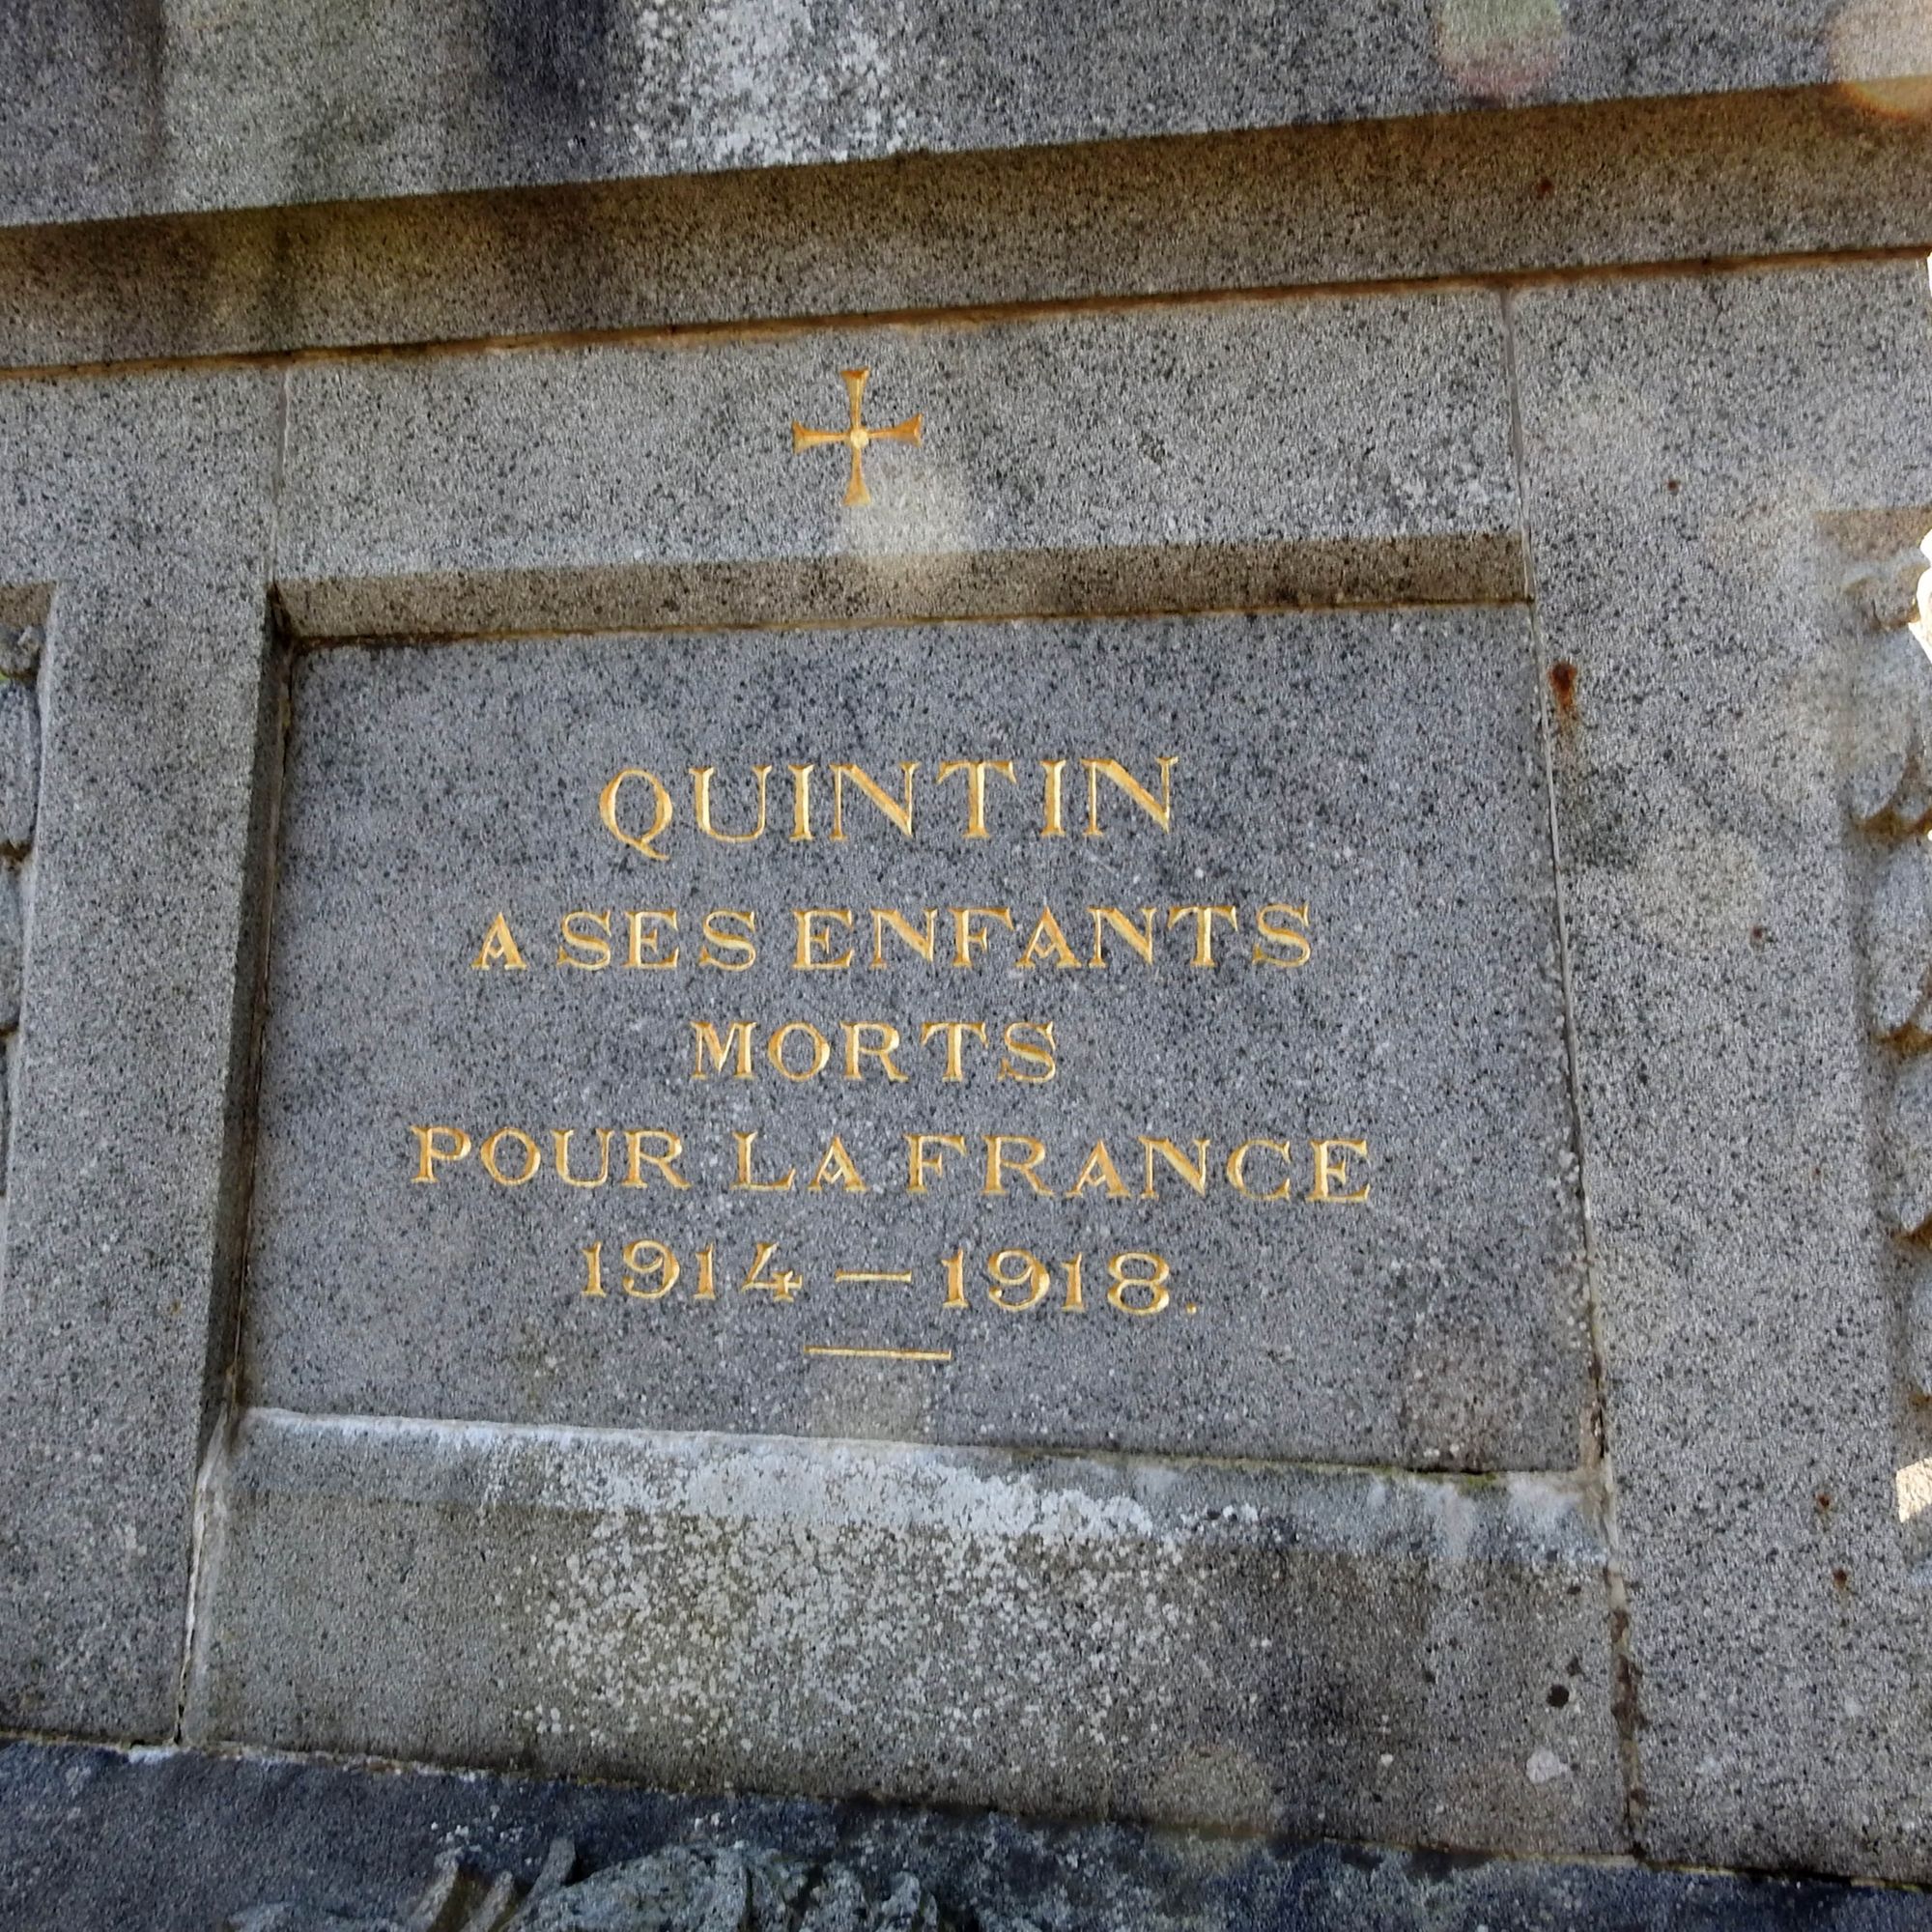 QUINTIN
A SES ENFANTS
MORTS
POUR LA FRANCE
1914 — 1918.